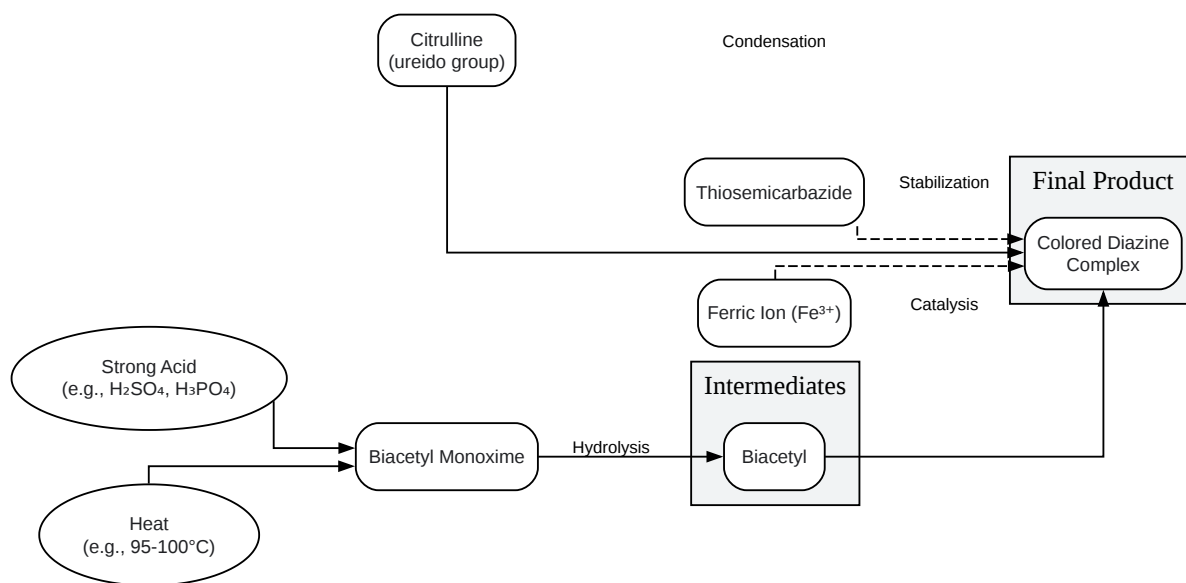 Citrulline
(ureido group)
Condensation
Thiosemicarbazide
Stabilization
Final Product
Colored Diazine
Complex
Ferric Ion (Fe³⁺)
Catalysis
Strong Acid
(e.g., H₂SO₄, H₃PO₄)
Intermediates
Biacetyl Monoxime
Hydrolysis
Biacetyl
Heat
(e.g., 95-100°C)